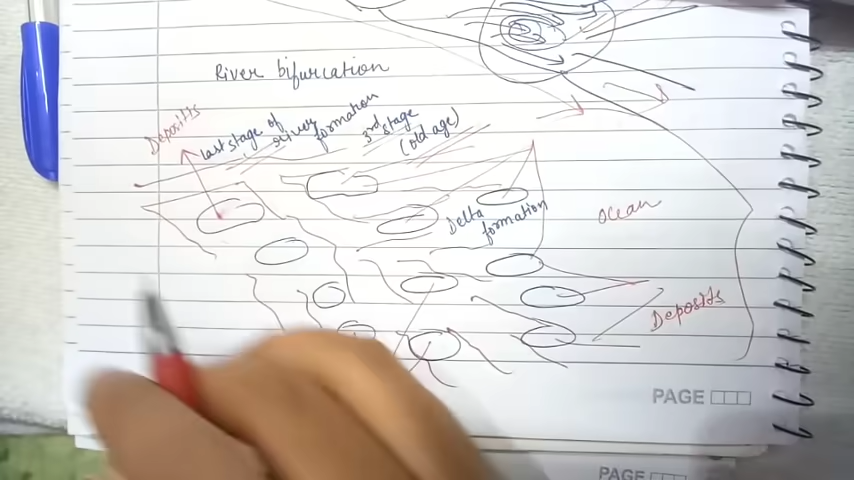 River bifurcation
Deposits
last stage of
river formation
3rd stage
(old age)
Delta
formation
Ocean
Deposits
PAGE
PAGE